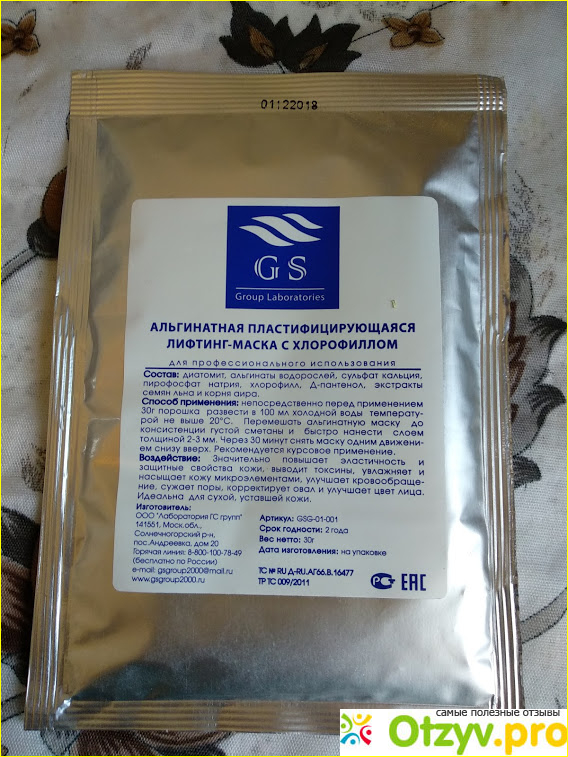 01122018
GS
Group Laboratories
АЛЬГИНАТНАЯ ПЛАСТИФИЦИРУЮЩАЯСЯ
ЛИФТИНГ-МАСКА С ХЛОРОФИЛЛОМ
для профессионального использования
Состав: диатомит, альгинаты водорослей, сульфат кальция,
пирофосфат натрия, хлорофилл, Д-пантенол, экстракты
семян льна и корня аира.
Способ применения: непосредственно перед применением
30г порошка развести в 100 мл холодной воды температу-
рой не выше 20°С. Перемешать альгинатную маску до
консистенции густой сметаны и быстро нанести слоем
толщиной 2-3 мм. Через 30 минут снять маску одним движени-
ем снизу вверх. Рекомендуется курсовое применение.
Воздействие: Значительно повышает эластичность и
защитные свойства кожи, выводит токсины, увлажняет и
насыщает кожу микроэлементами, улучшает кровообраще-
ние, сужает поры, корректирует овал и улучшает цвет лица.
Идеальна для сухой, уставшей кожи.
Изготовитель:
ООО "Лаборатория ГС групп"
141551, Моск.обл.,
Солнечногорский р-н,
пос.Андреевка, дом 20
Горячая линия: 8-800-100-78-49
(бесплатно по России)
e-mail: gsgroup2000@mail.ru
www.gsgroup2000.ru
Артикул: GSG-01-001
Срок годности: 2 года
Вес нетто: 30г
Дата изготовления: на упаковке
ТС № RU Д-RU.АГ66.В.16477
ТР ТС 009/2011
РСТ EAC
самые полезные отзывы
Otzyv.pro